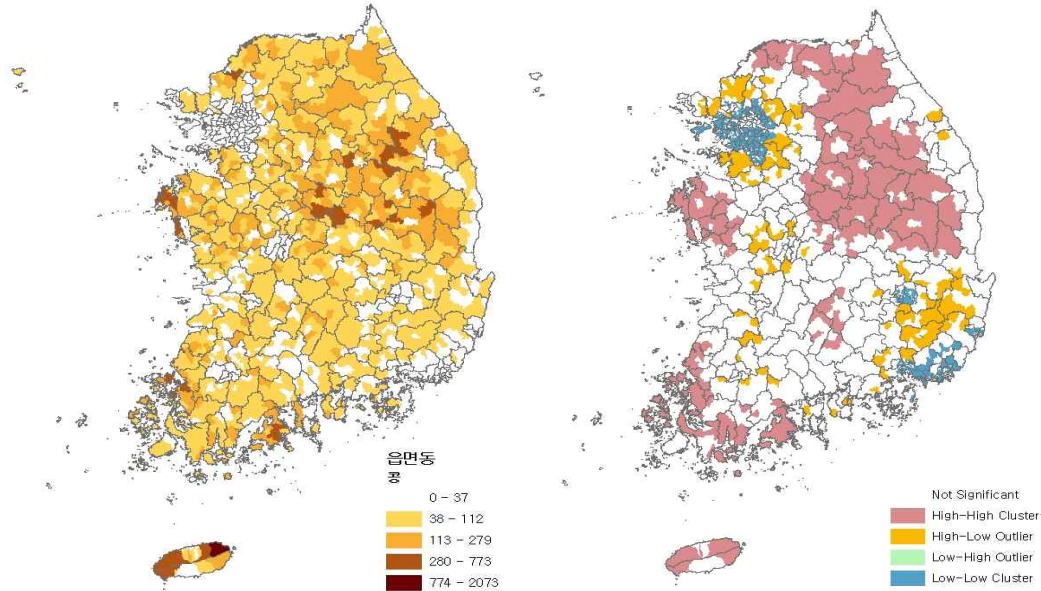 읍면동
콩
0 - 37
38 - 112
113 - 279
280 - 773
774 - 2073
Not Significant
High-High Cluster
High-Low Outlier
Low-High Outlier
Low-Low Cluster